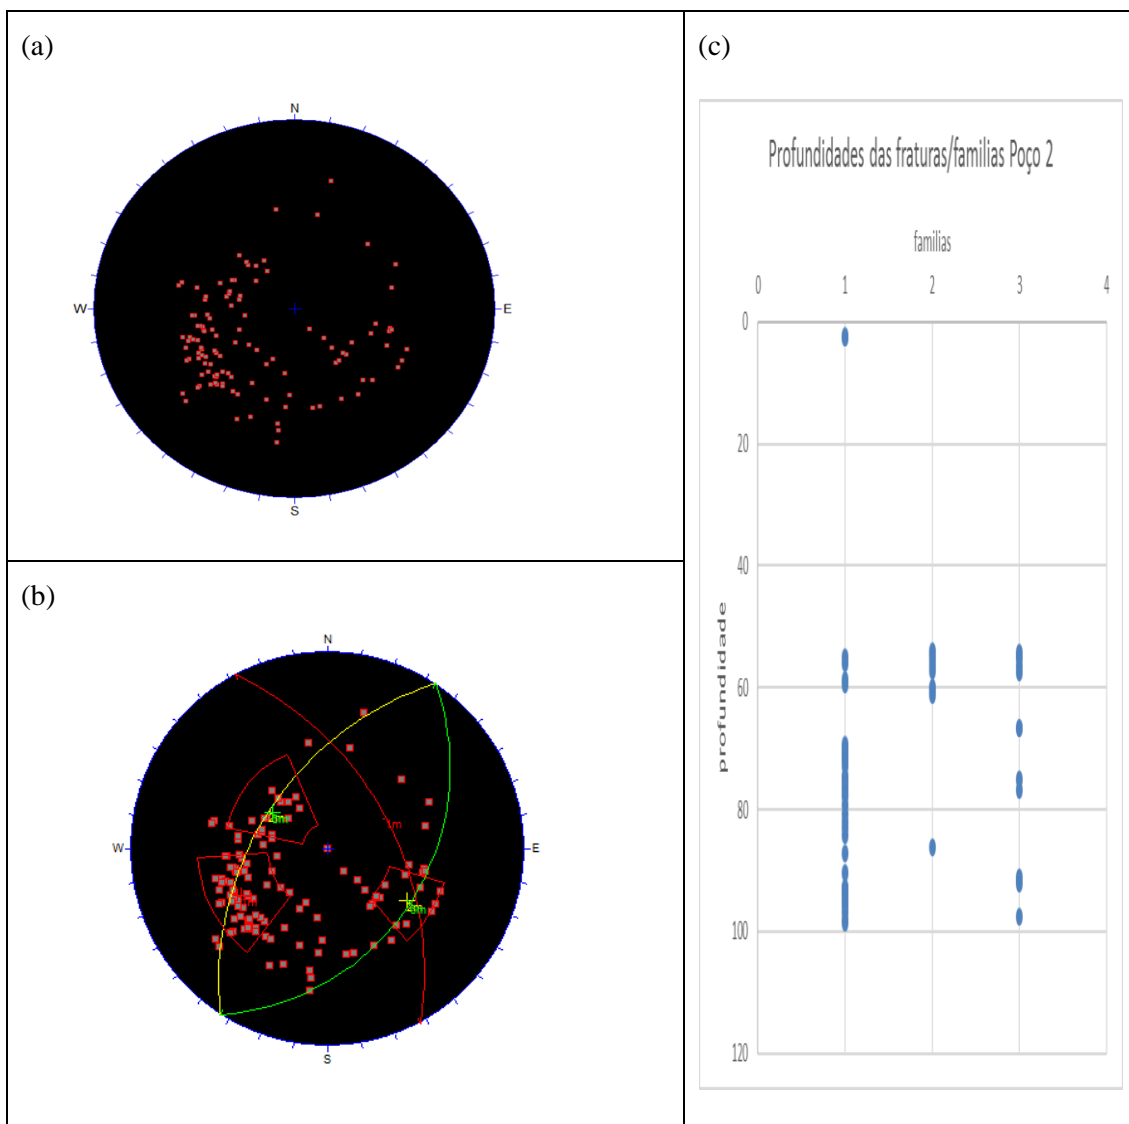 (a)
N
W
E
S
(b)
N
W
E
S
(c)
Profundidades das fraturas/familias Poço 2
familias
0 1 2 3 4
profundidade
0
20
40
60
80
100
120